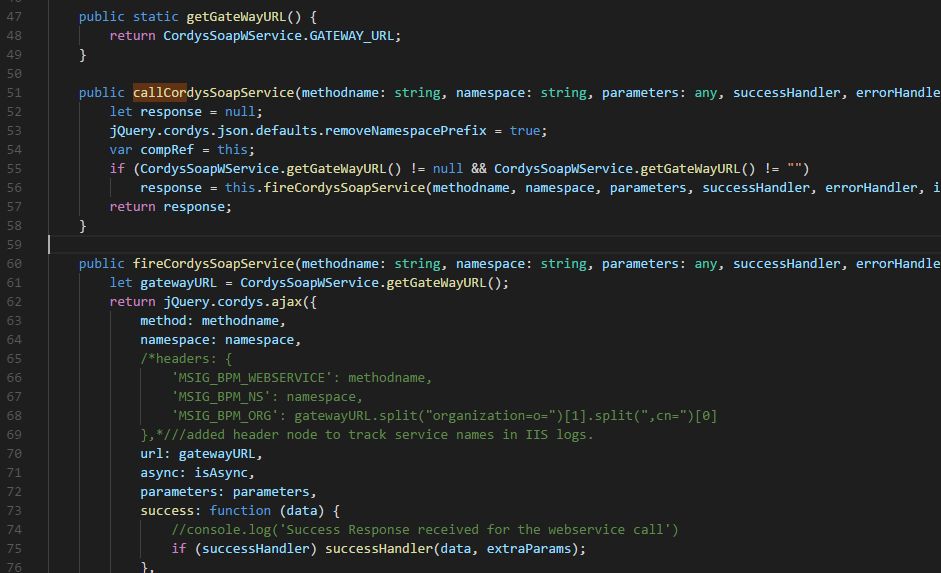 47 public static getGateWayURL() {
48 return CordysSoapWService.GATEWAY_URL;
49 }
50
51 public callCordysSoapService(methodname: string, namespace: string, parameters: any, successHandler, errorHandle
52 let response = null;
53 jQuery.cordys.json.defaults.removeNamespacePrefix = true;
54 var compRef = this;
55 if (CordysSoapWService.getGateWayURL() != null && CordysSoapWService.getGateWayURL() != "")
56 response = this.fireCordysSoapService(methodname, namespace, parameters, successHandler, errorHandler, i
57 return response;
58 }
59
60 public fireCordysSoapService(methodname: string, namespace: string, parameters: any, successHandler, errorHandle
61 let gatewayURL = CordysSoapWService.getGateWayURL();
62 return jQuery.cordys.ajax({
63 method: methodname,
64 namespace: namespace,
65 /*headers: {
66 'MSIG_BPM_WEBSERVICE': methodname,
67 'MSIG_BPM_NS': namespace,
68 'MSIG_BPM_ORG': gatewayURL.split("organization=o=")[1].split(",cn=")[0]
69 },*///added header node to track service names in IIS logs.
70 url: gatewayURL,
71 async: isAsync,
72 parameters: parameters,
73 success: function (data) {
74 //console.log('Success Response received for the webservice call')
75 if (successHandler) successHandler(data, extraParams);
76 },